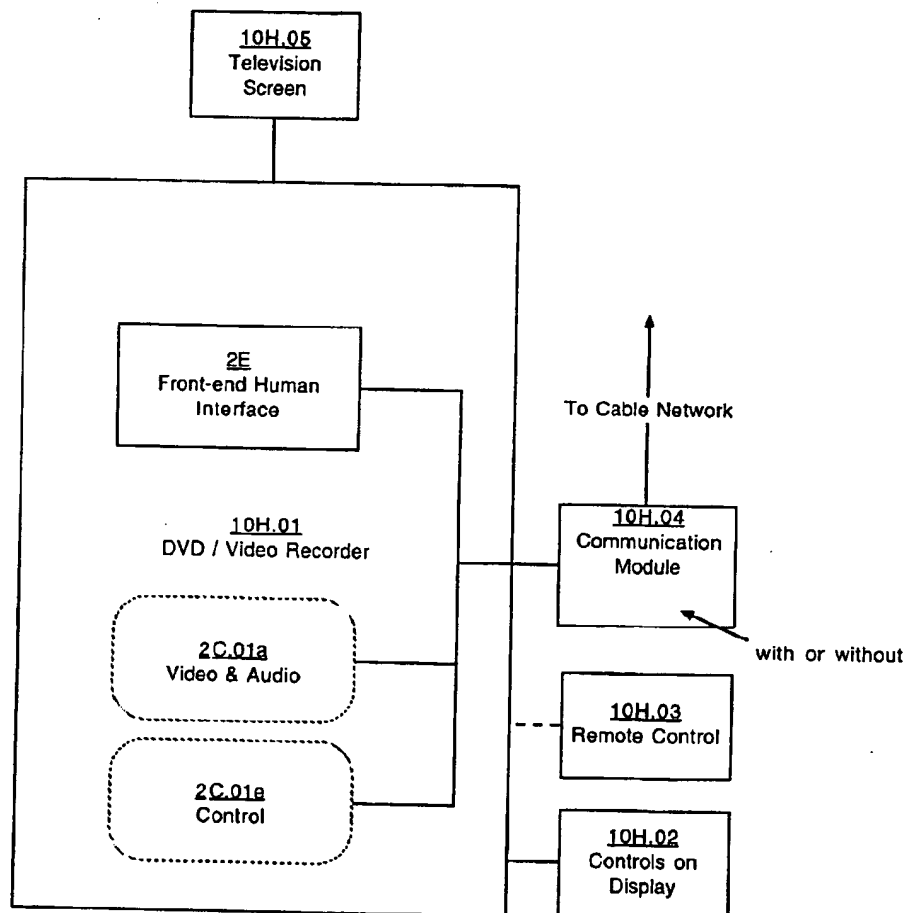 10H.05
Television
Screen
2E
Front-end Human
Interface
To Cable Network
10H.01
DVD / Video Recorder
10H.04
Communication
Module
with or without
2C.01a
Video & Audio
10H.03
Remote Control
2C.01e
Control
10H.02
Controls on
Display